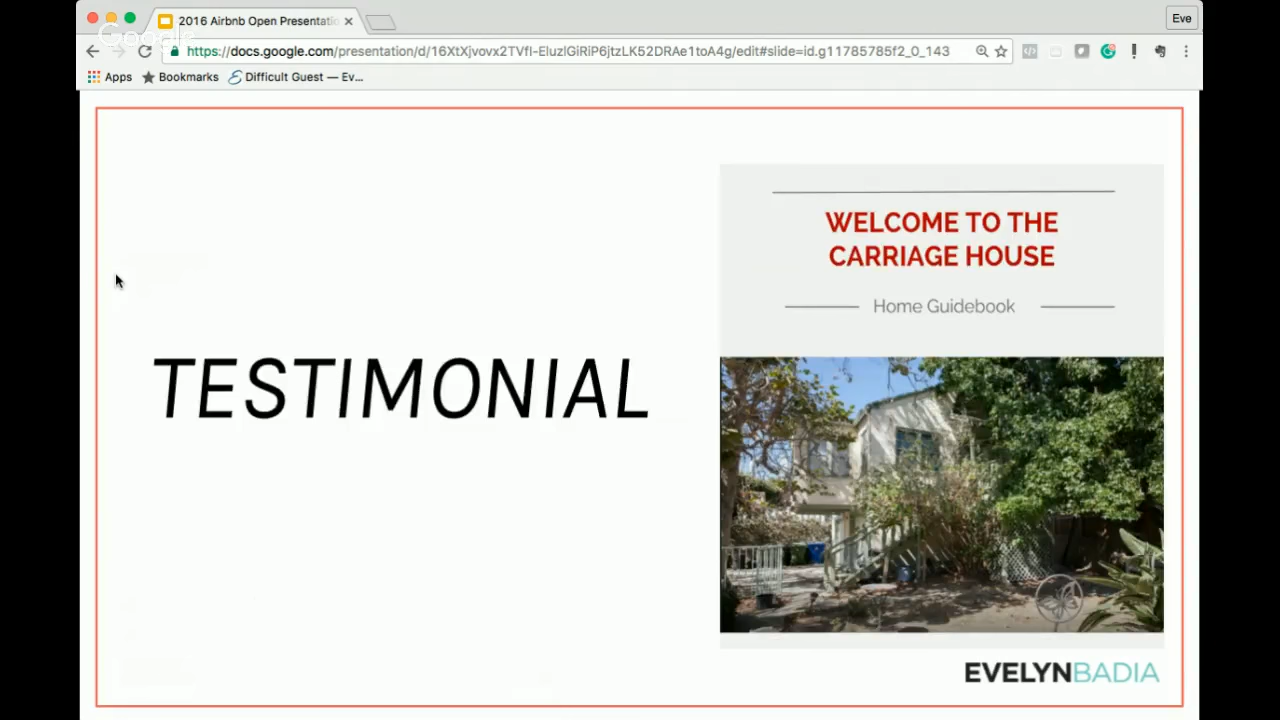 2016 Airbnb Open Presentati
Eve
Google
https://docs.google.com/presentation/d/16XtXjvovx2TVfI-EluzlGiRiP6jtzLK52DRAe1toA4g/edit#slide=id.g11785785f2_0_143
Apps
Bookmarks
Difficult Guest — Ev...
WELCOME TO THE
CARRIAGE HOUSE
Home Guidebook
TESTIMONIAL
EVELYNBADIA